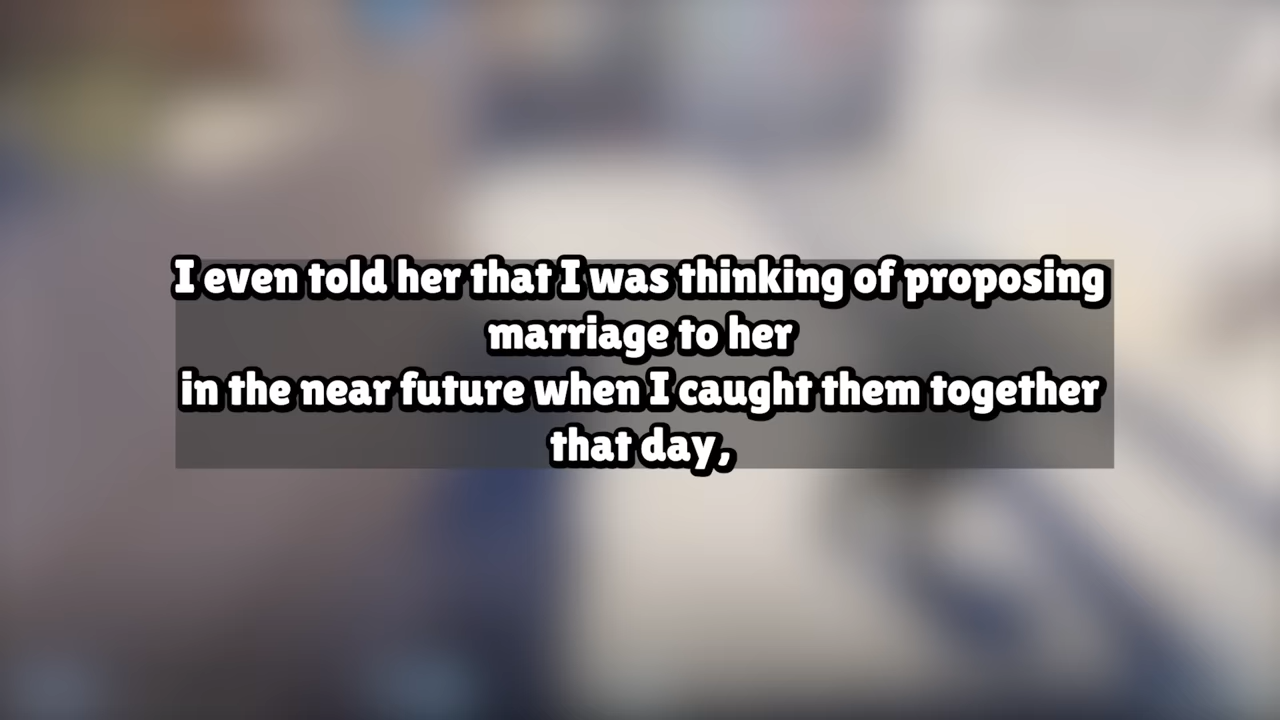 I even told her that I was thinking of proposing
marriage to her
in the near future when I caught them together
that day,